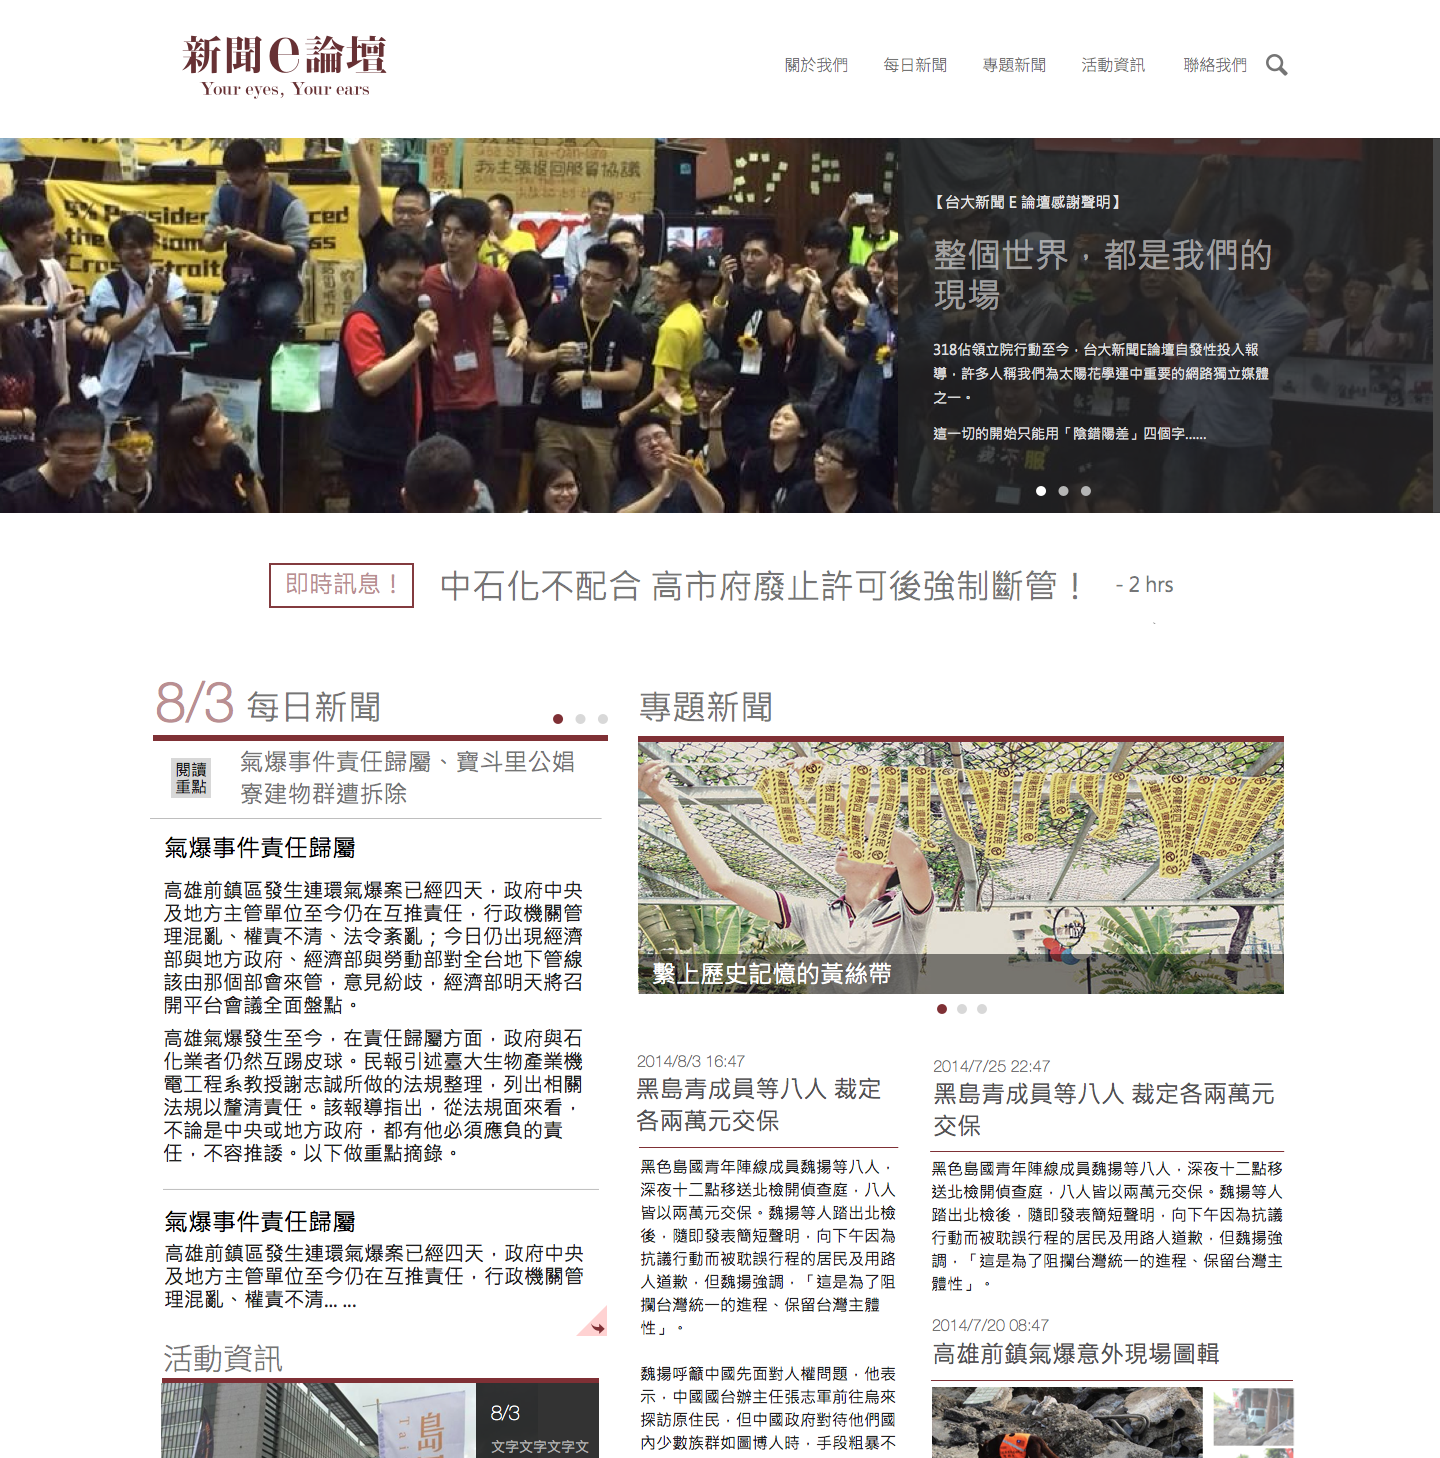 新聞e論壇
Your eyes, Your ears
關於我們
每日新聞
專題新聞
活動資訊
聯絡我們
我主張退回服貿協議
【台大新聞 E 論壇感謝聲明】
整個世界，都是我們的
現場
318佔領立院行動至今，台大新聞E論壇自發性投入報
導，許多人稱我們為太陽花學運中重要的網路獨立媒體
之一。
這一切的開始只能用「陰錯陽差」四個字......
即時訊息！
中石化不配合 高市府廢止許可後強制斷管！
- 2 hrs
8/3 每日新聞
閱讀
重點
氣爆事件責任歸屬、寶斗里公娼
寮建物群遭拆除
氣爆事件責任歸屬
高雄前鎮區發生連環氣爆案已經四天，政府中央
及地方主管單位至今仍在互推責任，行政機關管
理混亂、權責不清、法令紊亂；今日仍出現經濟
部與地方政府、經濟部與勞動部對全台地下管線
該由那個部會來管，意見紛歧，經濟部明天將召
開平台會議全面盤點。
高雄氣爆發生至今，在責任歸屬方面，政府與石
化業者仍然互踢皮球。民報引述臺大生物產業機
電工程系教授謝志誠所做的法規整理，列出相關
法規以釐清責任。該報導指出，從法規面來看，
不論是中央或地方政府，都有他必須應負的責
任，不容推諉。以下做重點摘錄。
氣爆事件責任歸屬
高雄前鎮區發生連環氣爆案已經四天，政府中央
及地方主管單位至今仍在互推責任，行政機關管
理混亂、權責不清... ...
活動資訊
島
Tai
8/3
文字文字文字文
專題新聞
繫上歷史記憶的黃絲帶
2014/8/3 16:47
黑島青成員等八人 裁定
各兩萬元交保
黑色島國青年陣線成員魏揚等八人，
深夜十二點移送北檢開偵查庭，八人
皆以兩萬元交保。魏揚等人踏出北檢
後，隨即發表簡短聲明，向下午因為
抗議行動而被耽誤行程的居民及用路
人道歉，但魏揚強調，「這是為了阻
攔台灣統一的進程、保留台灣主體
性」。
魏揚呼籲中國先面對人權問題，他表
示，中國國台辦主任張志軍前往烏來
探訪原住民，但中國政府對待他們國
內少數族群如圖博人時，手段粗暴不
2014/7/25 22:47
黑島青成員等八人 裁定各兩萬元
交保
黑色島國青年陣線成員魏揚等八人，深夜十二點移
送北檢開偵查庭，八人皆以兩萬元交保。魏揚等人
踏出北檢後，隨即發表簡短聲明，向下午因為抗議
行動而被耽誤行程的居民及用路人道歉，但魏揚強
調，「這是為了阻攔台灣統一的進程、保留台灣主
體性」。
2014/7/20 08:47
高雄前鎮氣爆意外現場圖輯